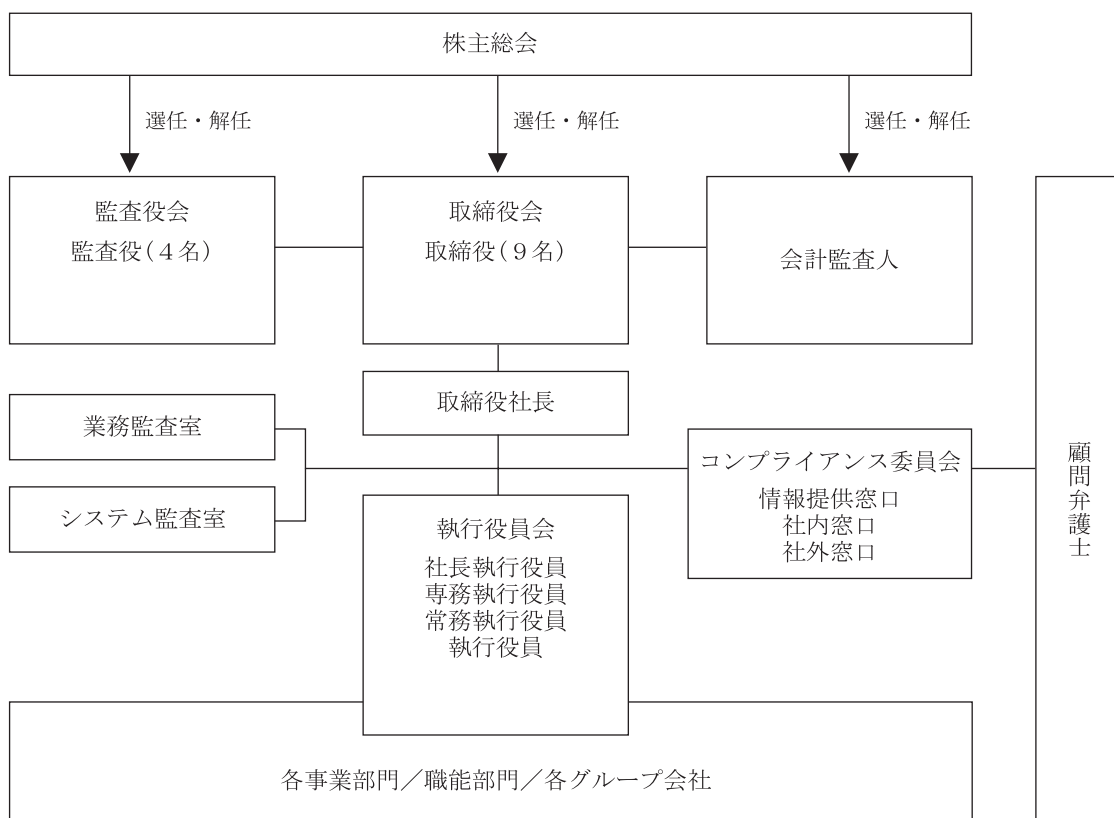 株主総会
選任・解任
選任・解任
選任・解任
監査役会
監査役(4名)
取締役会
取締役(9名)
会計監査人
取締役社長
業務監査室
システム監査室
コンプライアンス委員会
情報提供窓口
社内窓口
社外窓口
執行役員会
社長執行役員
専務執行役員
常務執行役員
執行役員
顧問弁護士
各事業部門／職能部門／各グループ会社